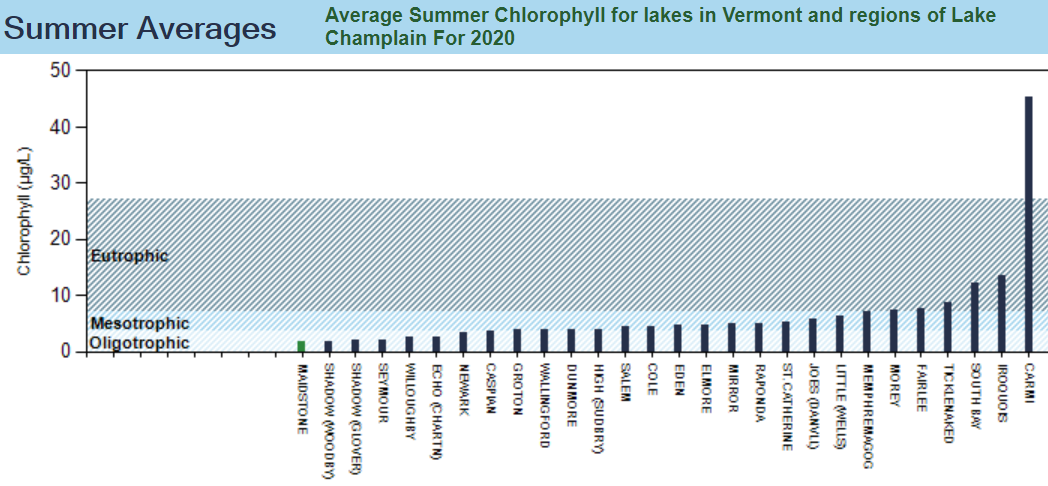 Summer Averages
Average Summer Chlorophyll for lakes in Vermont and regions of Lake
Champlain For 2020
Chlorophyll (µg/L)
50
40
30
20
10
0
Eutrophic
Mesotrophic
Oligotrophic
MAIDSTONE
SHADOW (WOODBY)
SHADOW (GLOVER)
SEYMOUR
WILLOUGHBY
ECHO (CHARTN)
NEWARK
CASPIAN
GROTON
WALLINGFORD
DUNMORE
HIGH (SUDBRY)
SALEM
COLE
EDEN
ELMORE
MIRROR
RAPONDA
ST. CATHERINE
JOES (DANVLL)
LITTLE (WELLS)
MEMPHREMAGOG
MOREY
FAIRLEE
TICKLENAKED
SOUTH BAY
IROQUOIS
CARMI